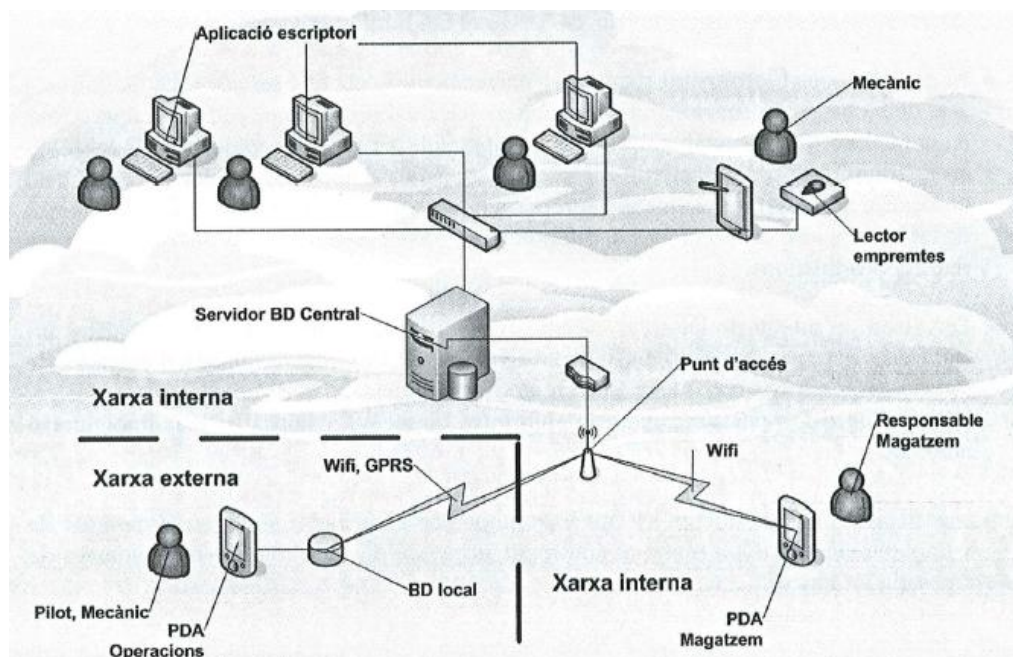 Aplicació escriptori
Mecànic
Lector
empremtes
Servidor BD Central
Punt d'accés
Xarxa interna
Responsable
Magatzem
Wifi, GPRS
Wifi
Xarxa externa
BD local
Xarxa interna
Pilot, Mecànic
PDA
Operacions
PDA
Magatzem